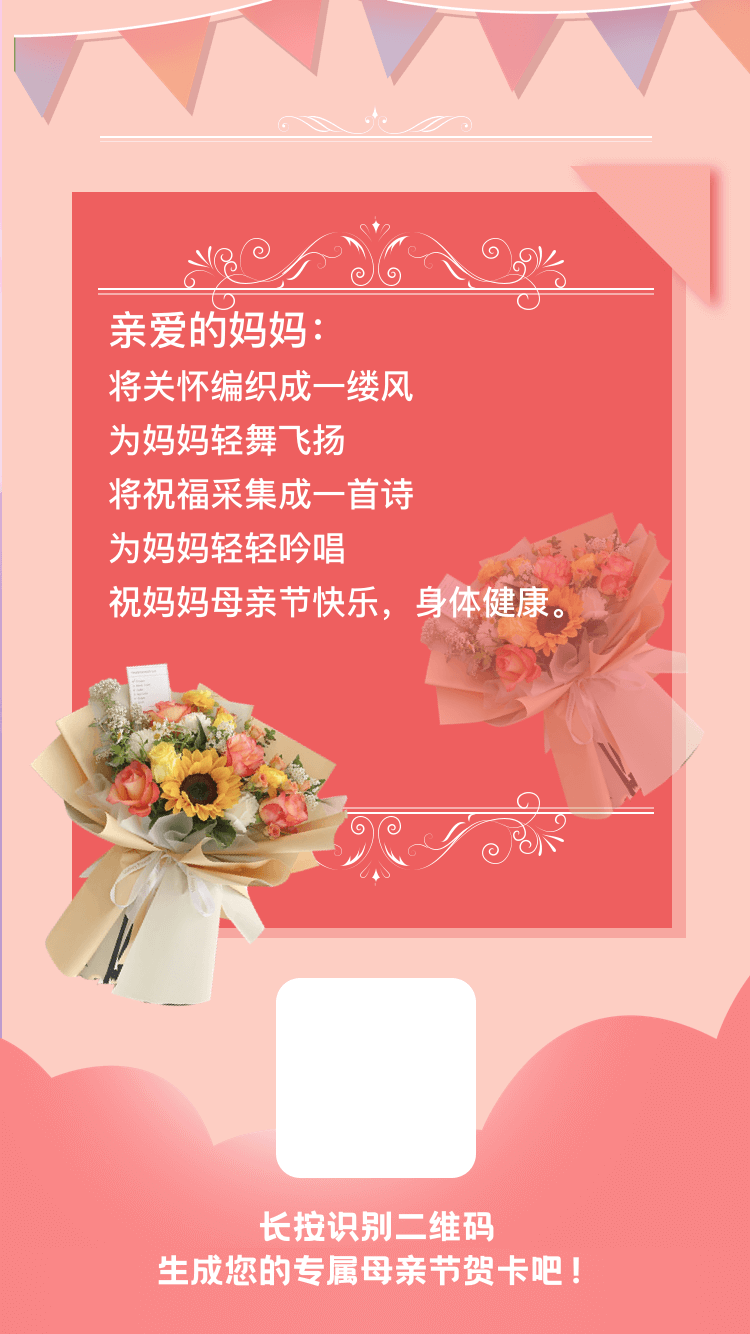 亲爱的妈妈：
将关怀编织成一缕风
为妈妈轻舞飞扬
将祝福采集成一首诗
为妈妈轻轻吟唱
祝妈妈母亲节快乐，身体健康。
长按识别二维码
生成您的专属母亲节贺卡吧！